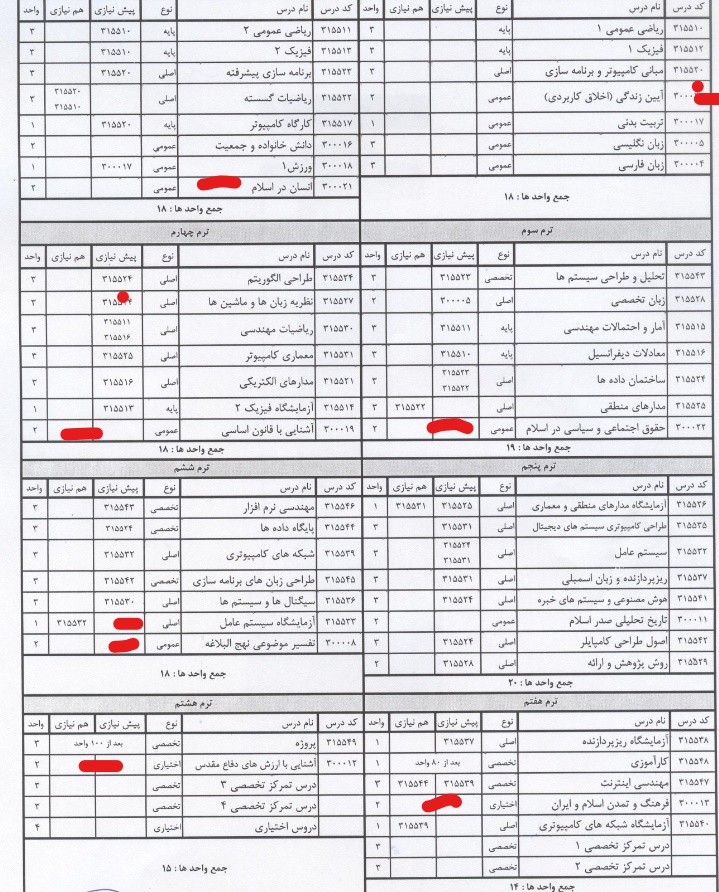 کد درس نام درس نوع پیش نیازی هم نیازی واحد
۳۱۵۵۱۰ ریاضی عمومی ۱ پایه ۳
۳۱۵۵۱۲ فیزیک ۱ پایه ۳
۳۱۵۵۲۰ مبانی کامپیوتر و برنامه سازی اصلی ۳
آیین زندگی (اخلاق کاربردی) عمومی ۲
۳۰۰۰۱۷ تربیت بدنی عمومی ۱
۳۰۰۰۰۵ زبان نگلیسی عمومی ۳
۳۰۰۰۰۴ زبان فارسی عمومی ۳
جمع واحد ها : ۱۸
کد درس نام درس نوع پیش نیازی هم نیازی واحد
۳۱۵۵۱۱ ریاضی عمومی ۲ پایه ۳۱۵۵۱۰ ۳
۳۱۵۵۱۳ فیزیک ۲ پایه ۳۱۵۵۱۰ ۳
۳۱۵۵۲۳ برنامه سازی پیشرفته اصلی ۳۱۵۵۲۰ ۳
۳۱۵۵۲۲ ریاضیات گسسته اصلی ۳۱۵۵۲۰ ۳۱۵۵۱۰ ۳
۳۱۵۵۱۷ کارگاه کامپیوتر پایه ۳۱۵۵۲۰ ۱
۳۰۰۰۱۶ دانش خانواده و جمعیت عمومی ۲
۳۰۰۰۱۸ ورزش۱ عمومی ۳۰۰۰۱۷ ۱
۳۰۰۰۲۱ انسان در اسلام عمومی ۲
جمع واحد ها : ۱۸
ترم سوم
کد درس نام درس نوع پیش نیازی هم نیازی واحد
۳۱۵۵۴۳ تحلیل و طراحی سیستم ها تخصصی ۳۱۵۵۲۳ ۳
۳۱۵۵۲۸ زبان تخصصی اصلی ۳۰۰۰۰۵ ۲
۳۱۵۵۱۵ آمار و احتمالات مهندسی پایه ۳۱۵۵۱۱ ۳
۳۱۵۵۱۶ معادلات دیفرانسیل پایه ۳۱۵۵۱۰ ۳
۳۱۵۵۲۴ ساختمان داده ها اصلی ۳۱۵۵۲۳ ۳۱۵۵۲۲ ۳
۳۱۵۵۲۵ مدارهای منطقی اصلی ۳۱۵۵۲۲ ۳
۳۰۰۰۲۲ حقوق اجتماعی و سیاسی در اسلام عمومی ۲
جمع واحد ها : ۱۹
ترم چهارم
کد درس نام درس نوع پیش نیازی هم نیازی واحد
۳۱۵۵۳۴ طراحی الگوریتم اصلی ۳۱۵۵۲۴ ۳
۳۱۵۵۲۷ نظریه زبان ها و ماشین ها اصلی ۳
۳۱۵۵۳۰ ریاضیات مهندسی اصلی ۳۱۵۵۱۱ ۳۱۵۵۱۶ ۳
۳۱۵۵۳۱ معماری کامپیوتر اصلی ۳۱۵۵۲۵ ۳
۳۱۵۵۲۱ مدارهای الکتریکی اصلی ۳۱۵۵۱۶ ۳
۳۱۵۵۱۴ آزمایشگاه فیزیک ۲ پایه ۳۱۵۵۱۳ ۱
۳۰۰۰۱۹ آشنایی با قانون اساسی عمومی ۲
جمع واحد ها : ۱۸
ترم پنجم
کد درس نام درس نوع پیش نیازی هم نیازی واحد
۳۱۵۵۲۶ آزمایشگاه مدارهای منطقی و معماری اصلی ۳۱۵۵۲۵ ۳۱۵۵۳۱ ۱
۳۱۵۵۳۵ طراحی کامپیوتری سیستم های دیجیتال اصلی ۳۱۵۵۳۱ ۳
۳۱۵۵۳۲ سیستم عامل اصلی ۳۱۵۵۲۴ ۳۱۵۵۳۱ ۳
۳۱۵۵۳۷ ریزپردازنده و زبان اسمبلی اصلی ۳۱۵۵۳۱ ۳
۳۱۵۵۴۱ هوش مصنوعی و سیستم های خبره اصلی ۳۱۵۵۲۴ ۳
۳۰۰۰۱۱ تاریخ تحلیلی صدر اسلام عمومی ۲
۳۱۵۵۴۲ اصول طراحی کامپایلر اصلی ۳۱۵۵۲۴ ۳
۳۱۵۵۲۹ روش پژوهش و ارائه اصلی ۳۱۵۵۲۸ ۲
جمع واحد ها : ۲۰
ترم ششم
کد درس نام درس نوع پیش نیازی هم نیازی واحد
۳۱۵۵۴۶ مهندسی نرم افزار تخصصی ۳۱۵۵۴۳ ۳
۳۱۵۵۴۴ پایگاه داده ها تخصصی ۳۱۵۵۲۴ ۳
۳۱۵۵۳۹ شبکه های کامپیوتری اصلی ۳۱۵۵۳۲ ۳
۳۱۵۵۴۵ طراحی زبان های برنامه سازی تخصصی ۳۱۵۵۴۲ ۳
۳۱۵۵۳۶ سیگنال ها و سیستم ها اصلی ۳۱۵۵۳۰ ۳
۳۱۵۵۳۳ آزمایشگاه سیستم عامل اصلی ۳۱۵۵۳۲ ۱
۳۰۰۰۰۸ تفسیر موضوعی نهج البلاغه عمومی ۲
جمع واحد ها : ۱۸
ترم هفتم
کد درس نام درس نوع پیش نیازی هم نیازی واحد
۳۱۵۵۳۸ آزمایشگاه ریزپردازنده اصلی ۳۱۵۵۳۷ ۱
۳۱۵۵۴۸ کارآموزی تخصصی بعد از ۸۰ واحد ۱
۳۱۵۵۴۷ مهندسی اینترنت تخصصی ۳۱۵۵۳۹ ۳۱۵۵۴۴ ۳
۳۰۰۰۱۳ فرهنگ و تمدن اسلام و ایران اختیاری ۲
۳۱۵۵۴۰ آزمایشگاه شبکه های کامپیوتری اصلی ۳۱۵۵۳۹ ۱
درس تمرکز تخصصی ۱ تخصصی ۳
درس تمرکز تخصصی ۲ تخصصی ۳
جمع واحد ها : ۱۴
ترم هشتم
کد درس نام درس نوع پیش نیازی هم نیازی واحد
۳۱۵۵۴۹ پروژه تخصصی بعد از ۱۰۰ واحد ۳
۳۰۰۰۱۲ آشنایی با ارزش های دفاع مقدس اختیاری ۲
درس تمرکز تخصصی ۳ تخصصی ۳
درس تمرکز تخصصی ۴ تخصصی ۳
دروس اختیاری اختیاری ۴
جمع واحد ها : ۱۵